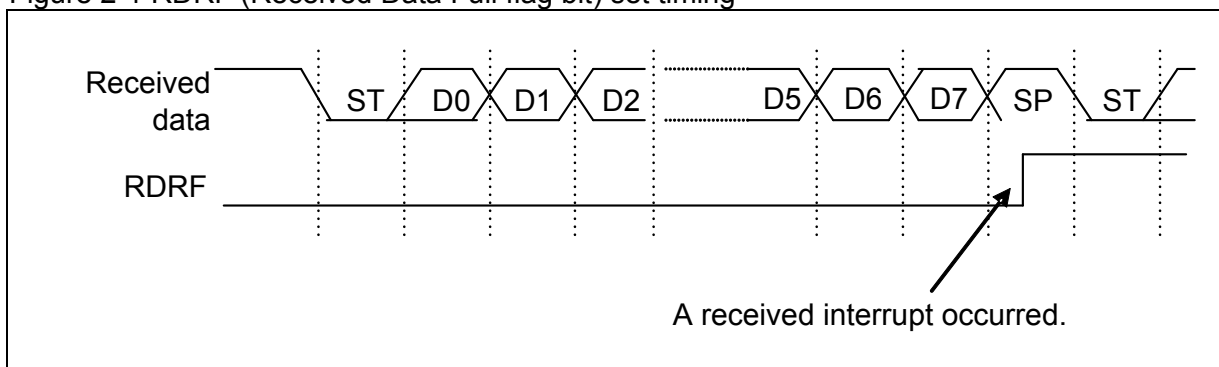 Figure 2-1 RDRF (Received Data Full flag bit) set timing
Received data
ST D0 D1 D2 D5 D6 D7 SP ST
RDRF
A received interrupt occurred.